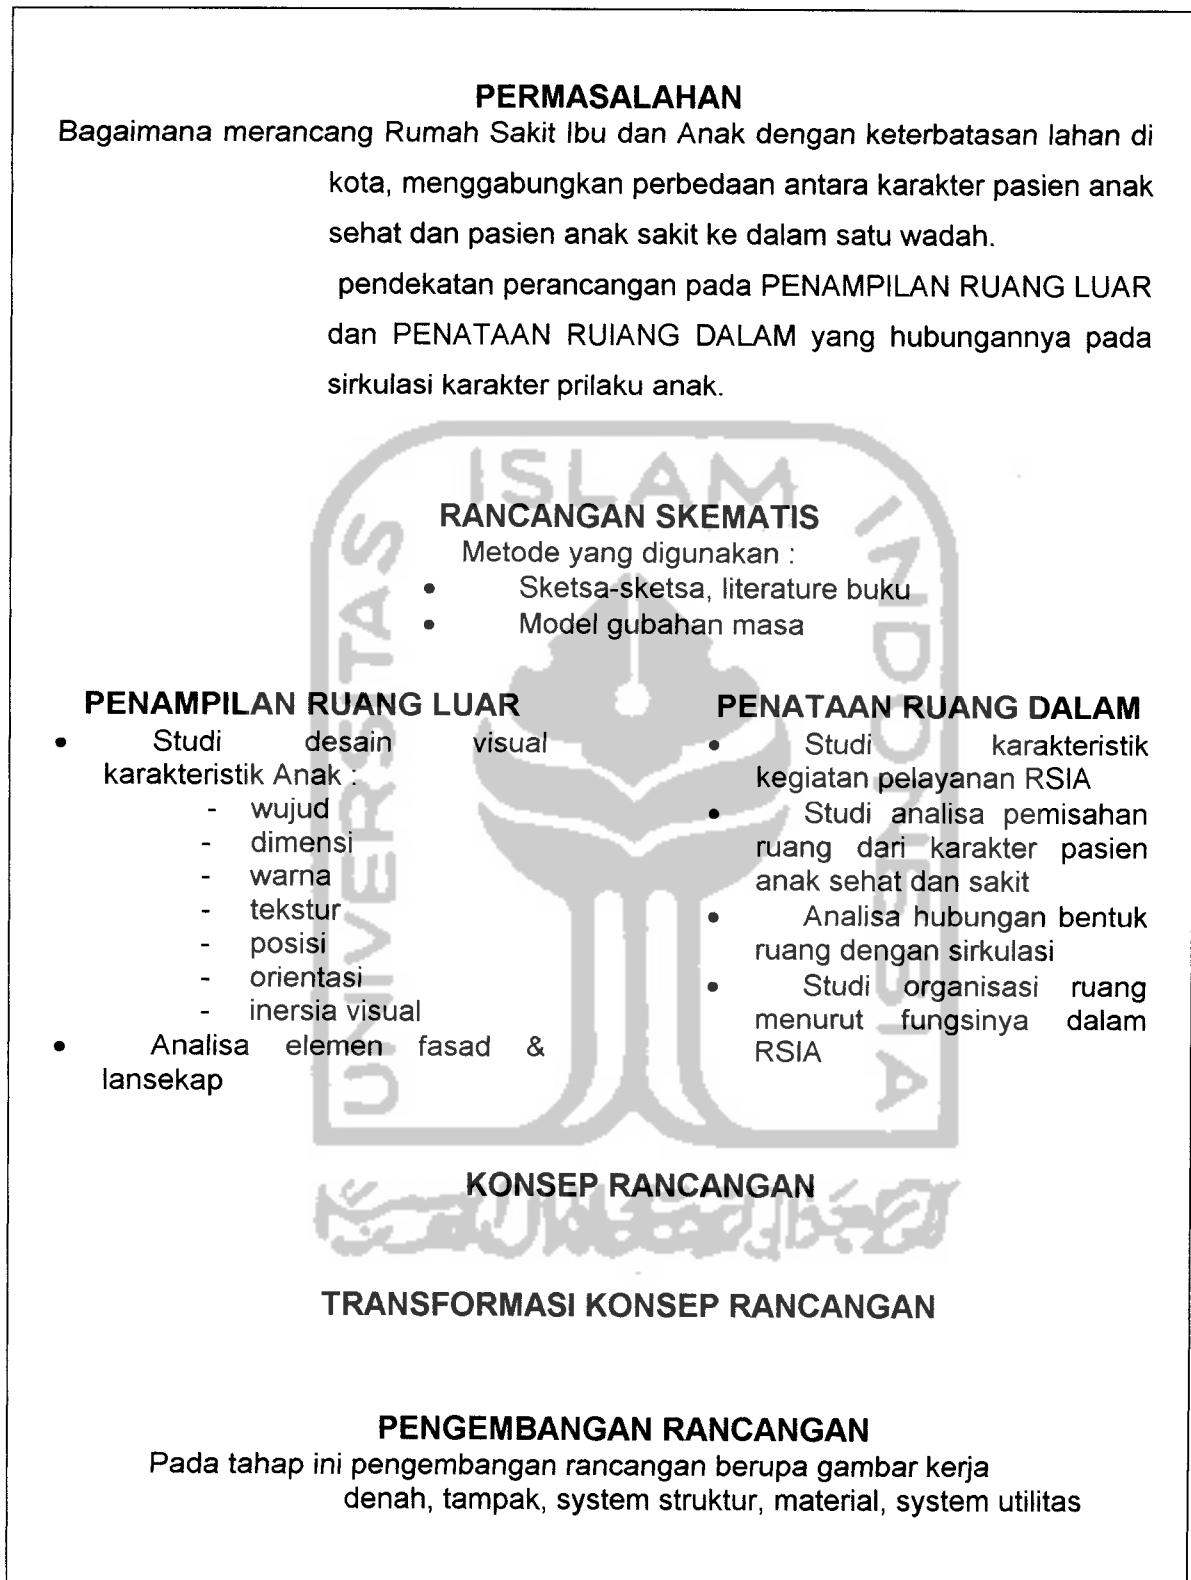 PERMASALAHAN
Bagaimana merancang Rumah Sakit Ibu dan Anak dengan keterbatasan lahan di
kota, menggabungkan perbedaan antara karakter pasien anak
sehat dan pasien anak sakit ke dalam satu wadah.
pendekatan perancangan pada PENAMPILAN RUANG LUAR
dan PENATAAN RUIANG DALAM yang hubungannya pada
sirkulasi karakter prilaku anak.
RANCANGAN SKEMATIS
Metode yang digunakan :
• Sketsa-sketsa, literature buku
• Model gubahan masa
PENAMPILAN RUANG LUAR
• Studi desain visual
karakteristik Anak :
- wujud
- dimensi
- warna
- tekstur
- posisi
- orientasi
- inersia visual
• Analisa elemen fasad &
lansekap
PENATAAN RUANG DALAM
• Studi karakteristik
kegiatan pelayanan RSIA
• Studi analisa pemisahan
ruang dari karakter pasien
anak sehat dan sakit
• Analisa hubungan bentuk
ruang dengan sirkulasi
• Studi organisasi ruang
menurut fungsinya dalam
RSIA
KONSEP RANCANGAN
TRANSFORMASI KONSEP RANCANGAN
PENGEMBANGAN RANCANGAN
Pada tahap ini pengembangan rancangan berupa gambar kerja
denah, tampak, system struktur, material, system utilitas
UNIVERSITAS
ISLAM
INDONESIA